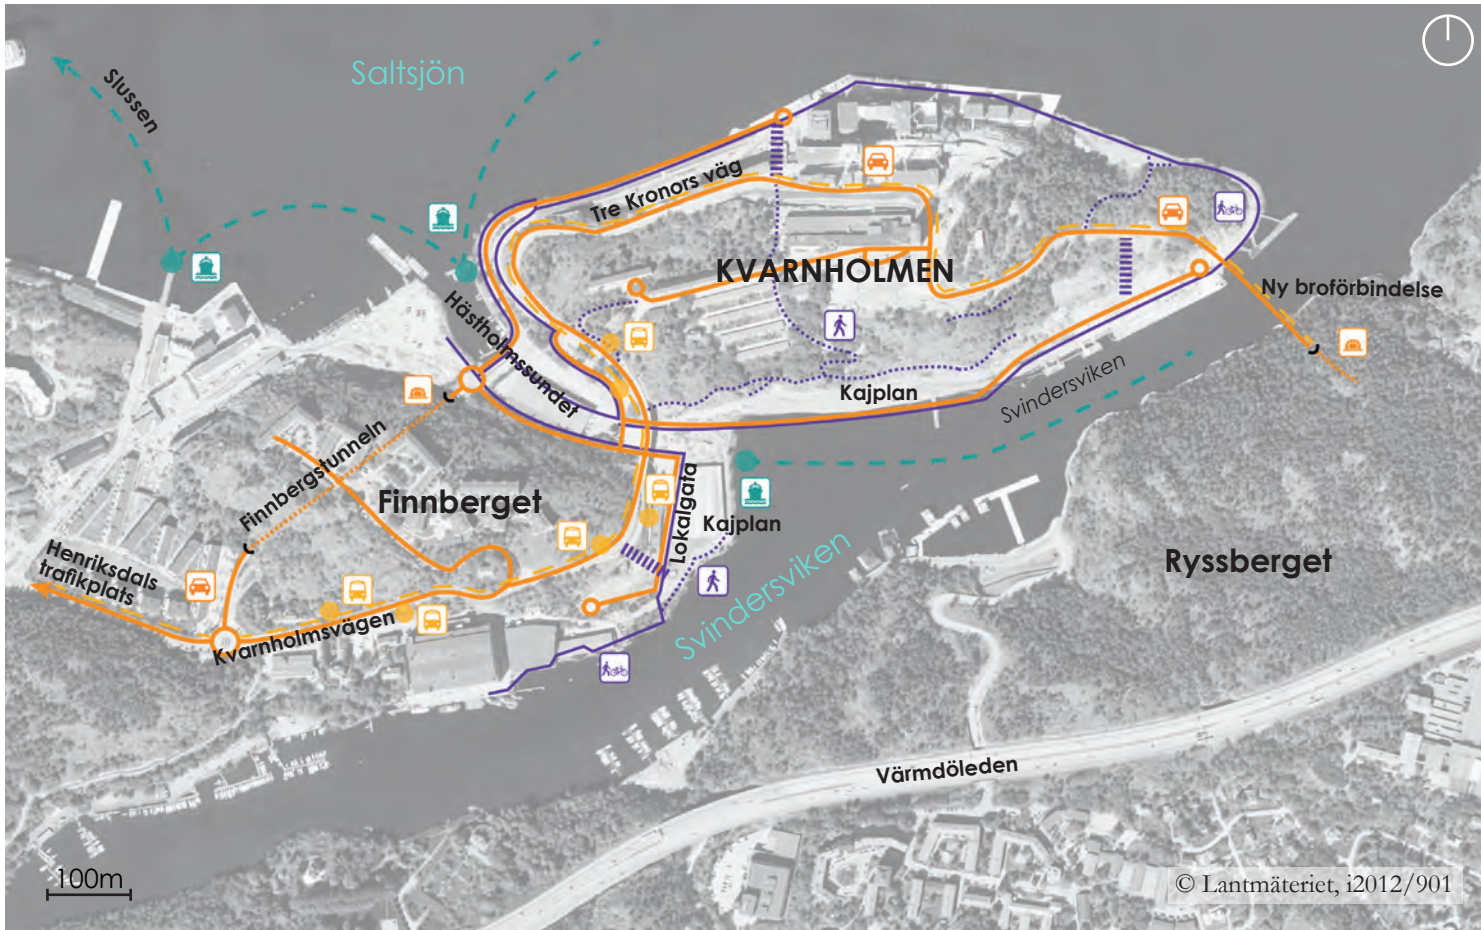 Saltsjön
Slussen
Tre Kronors väg
KVARNHOLMEN
Ny broförbindelse
Hästholmssundet
Kajplan
Svindersviken
Finnbergstunneln
Finnberget
Lokalgata
Kajplan
Svindersviken
Ryssberget
Henriksdals
trafikplats
Kvarnholmsvägen
Värmdöleden
100m
© Lantmäteriet, i2012/901